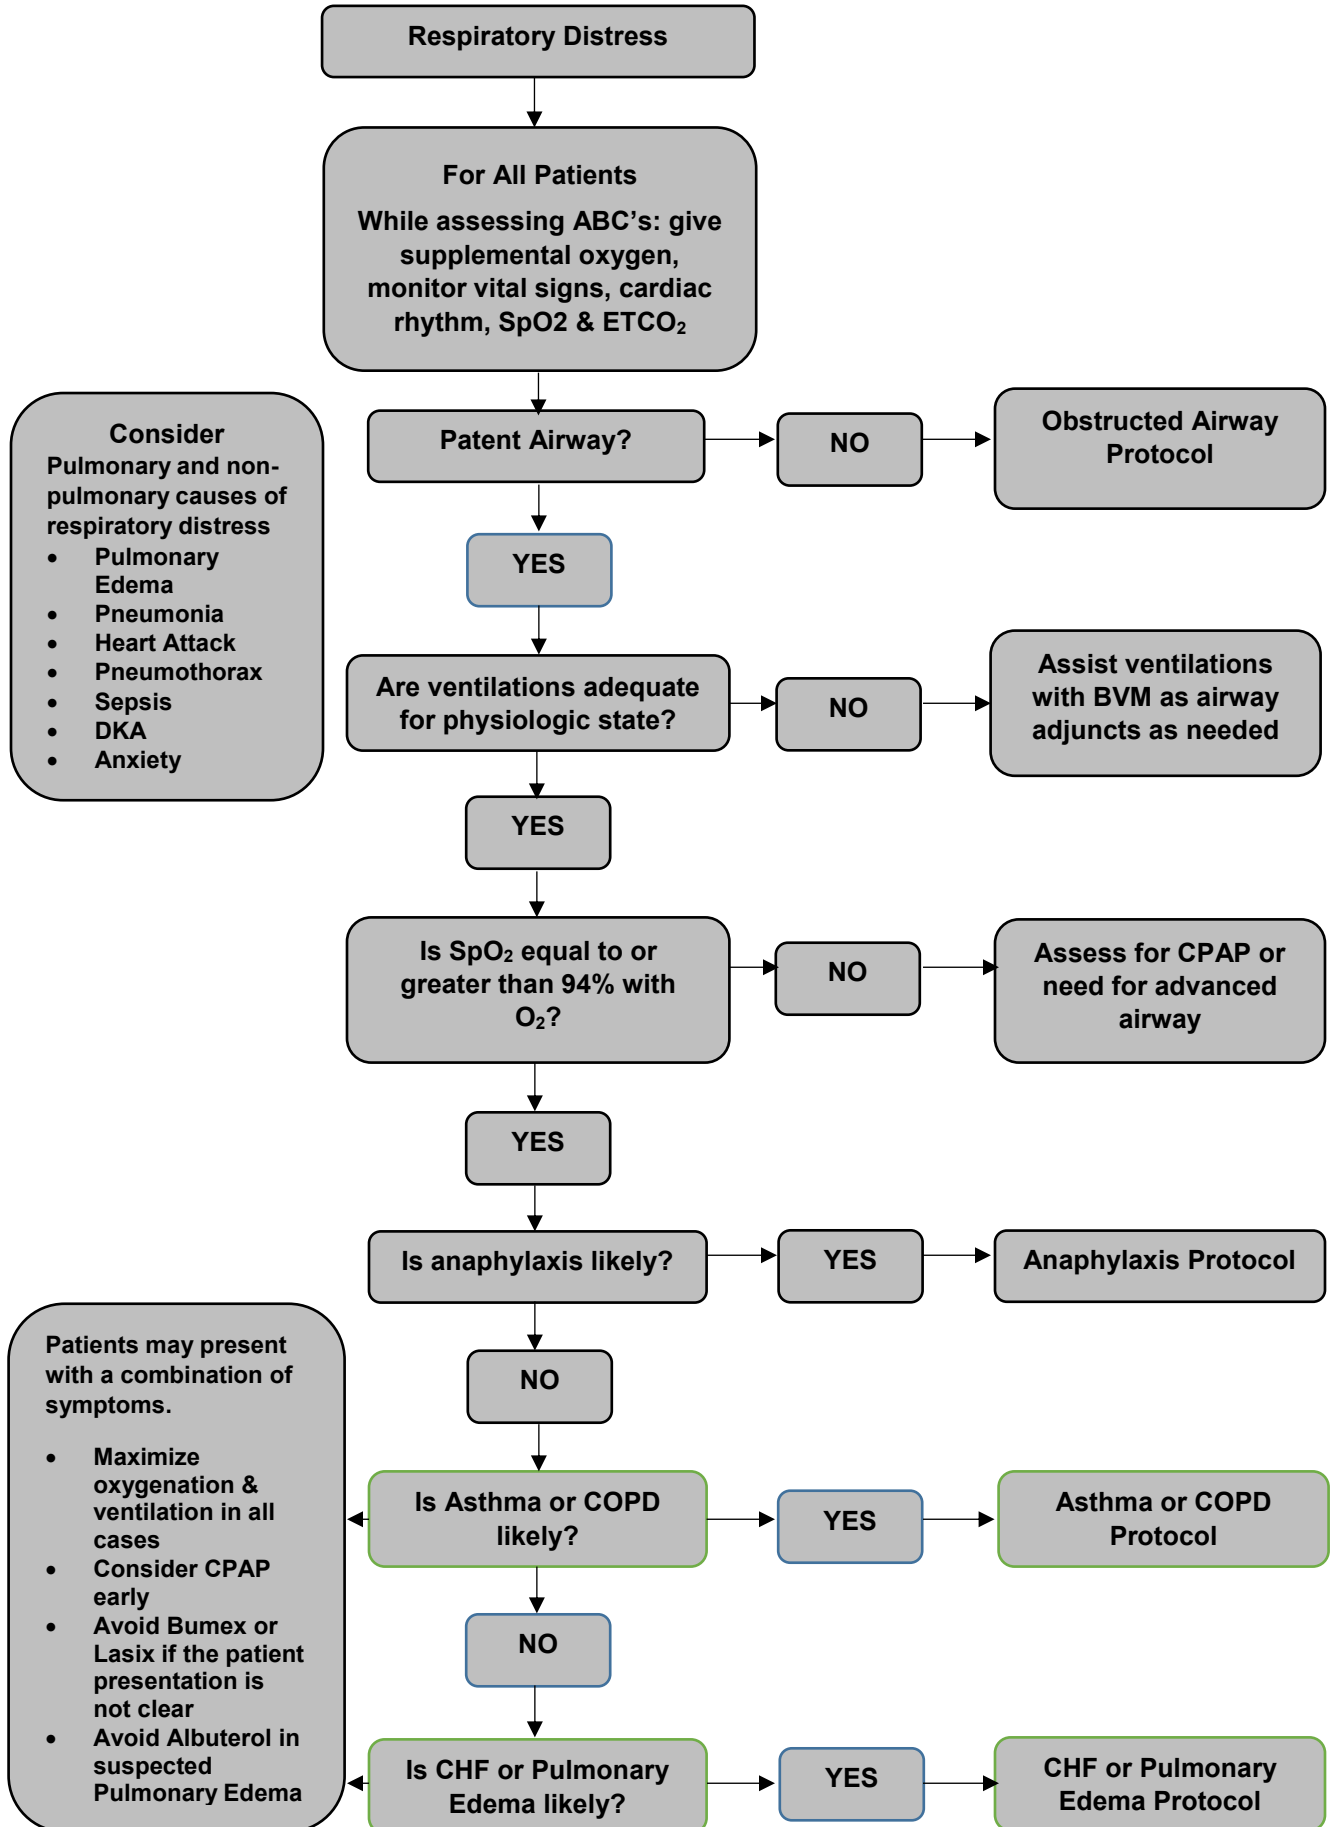 Respiratory Distress
For All Patients
While assessing ABC’s: give
supplemental oxygen,
monitor vital signs, cardiac
rhythm, SpO2 & ETCO₂
Consider
Pulmonary and non-
pulmonary causes of
respiratory distress
• Pulmonary
Edema
• Pneumonia
• Heart Attack
• Pneumothorax
• Sepsis
• DKA
• Anxiety
Patent Airway?
NO
Obstructed Airway
Protocol
YES
Are ventilations adequate
for physiologic state?
NO
Assist ventilations
with BVM as airway
adjuncts as needed
YES
Is SpO₂ equal to or
greater than 94% with
O₂?
NO
Assess for CPAP or
need for advanced
airway
YES
Is anaphylaxis likely?
YES
Anaphylaxis Protocol
NO
Patients may present
with a combination of
symptoms.
• Maximize
oxygenation &
ventilation in all
cases
• Consider CPAP
early
• Avoid Bumex or
Lasix if the patient
presentation is
not clear
• Avoid Albuterol in
suspected
Pulmonary Edema
Is Asthma or COPD
likely?
YES
Asthma or COPD
Protocol
NO
Is CHF or Pulmonary
Edema likely?
YES
CHF or Pulmonary
Edema Protocol